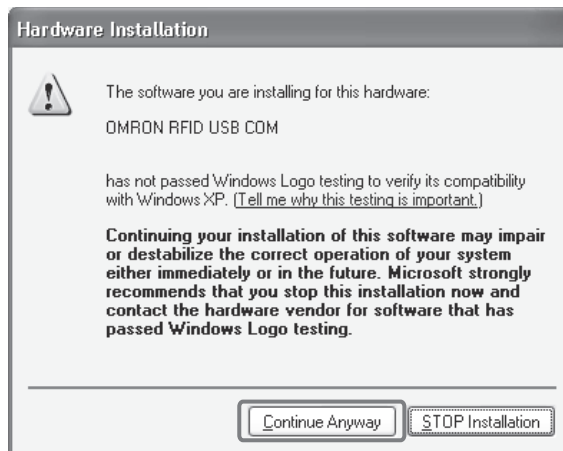 Hardware Installation
The software you are installing for this hardware:
OMRON RFID USB COM
has not passed Windows Logo testing to verify its compatibility
with Windows XP. (Tell me why this testing is important.)
Continuing your installation of this software may impair
or destabilize the correct operation of your system
either immediately or in the future. Microsoft strongly
recommends that you stop this installation now and
contact the hardware vendor for software that has
passed Windows Logo testing.
Continue Anyway STOP Installation